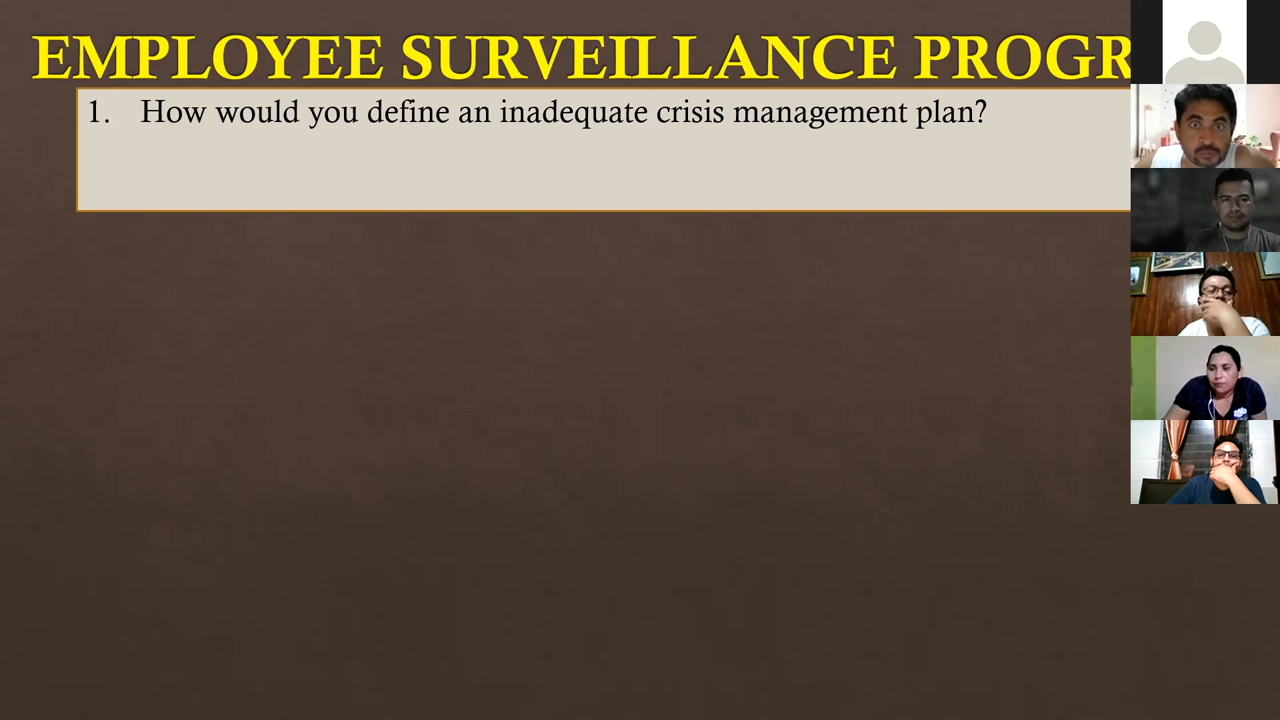 EMPLOYEE SURVEILLANCE PROGR
1. How would you define an inadequate crisis management plan?